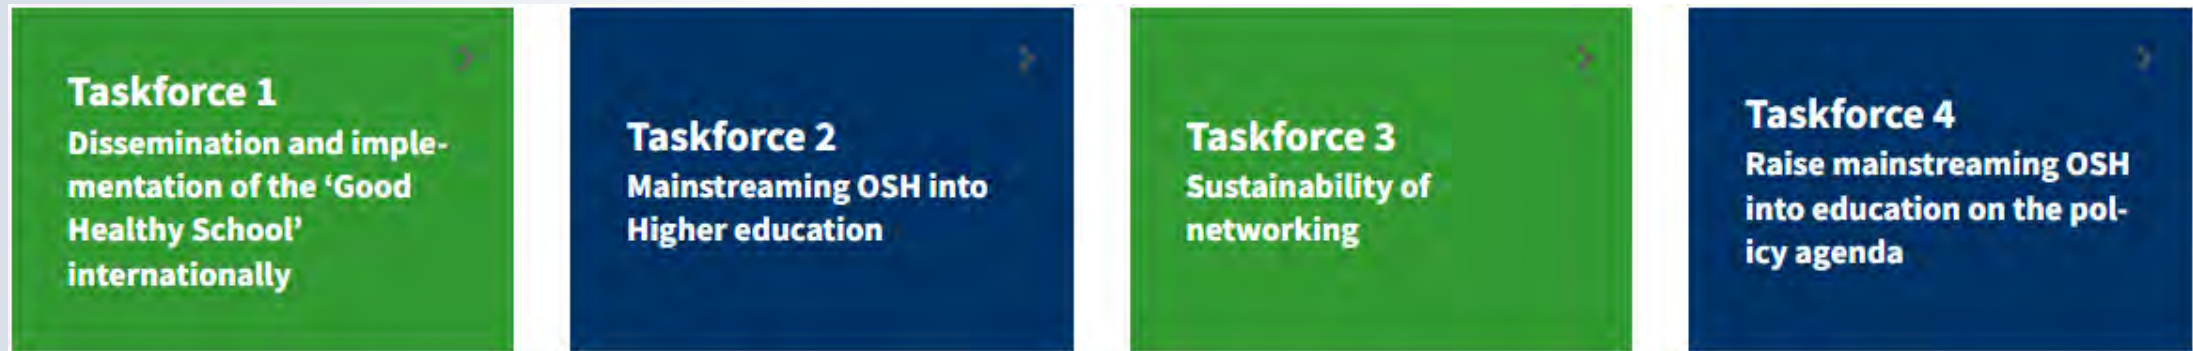 Taskforce 1
Dissemination and imple-
mentation of the ‘Good
Healthy School’
internationally
Taskforce 2
Mainstreaming OSH into
Higher education
Taskforce 3
Sustainability of
networking
Taskforce 4
Raise mainstreaming OSH
into education on the pol-
icy agenda